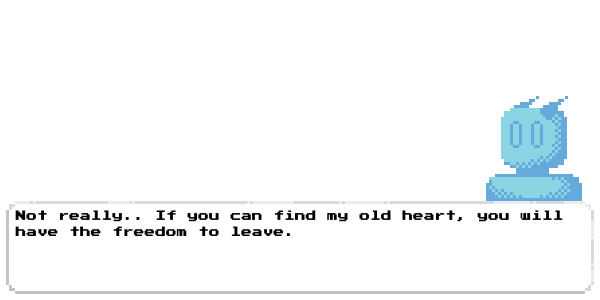 Not really.. If you can find my old heart, you will
have the freedom to leave.